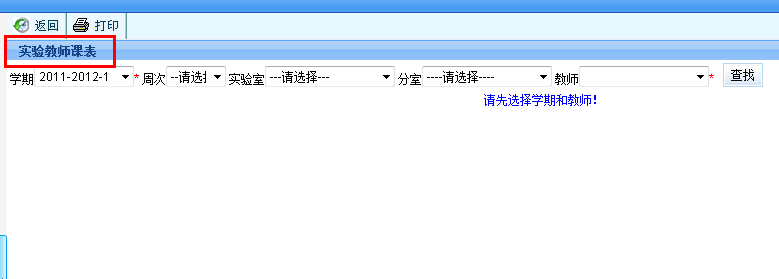 返回 打印
实验教师课表
学期 2011-2012-1 * 周次 --请选择 实验室 ---请选择--- 分室 ----请选择---- 教师 * 查找
请先选择学期和教师!